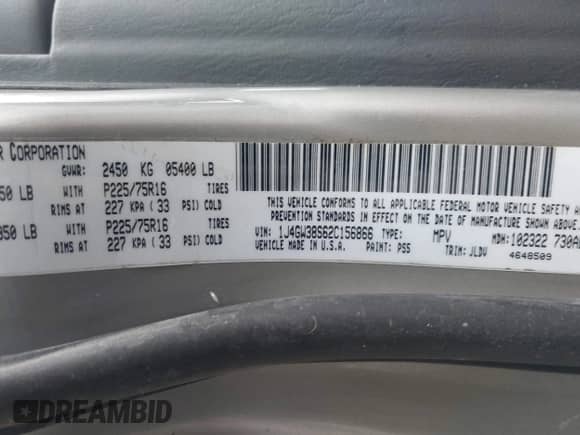 R CORPORATION
GVWR: 2450 KG 05400 LB
50 LB WITH P225/75R16 TIRES
RIMS AT 227 KPA ( 33 PSI) COLD
850 LB WITH P225/75R16 TIRES
RIMS AT 227 KPA ( 33 PSI) COLD
THIS VEHICLE CONFORMS TO ALL APPLICABLE FEDERAL MOTOR VEHICLE SAFETY
PREVENTION STANDARDS IN EFFECT ON THE DATE OF MANUFACTURE SHOWN
VIN: 1J4GW38S62C156866 TYPE: MPV MDH: 102322 730A
VEHICLE MADE IN U.S.A. PAINT: PS5 TRIM: JLDV
4648509
DREAMBID